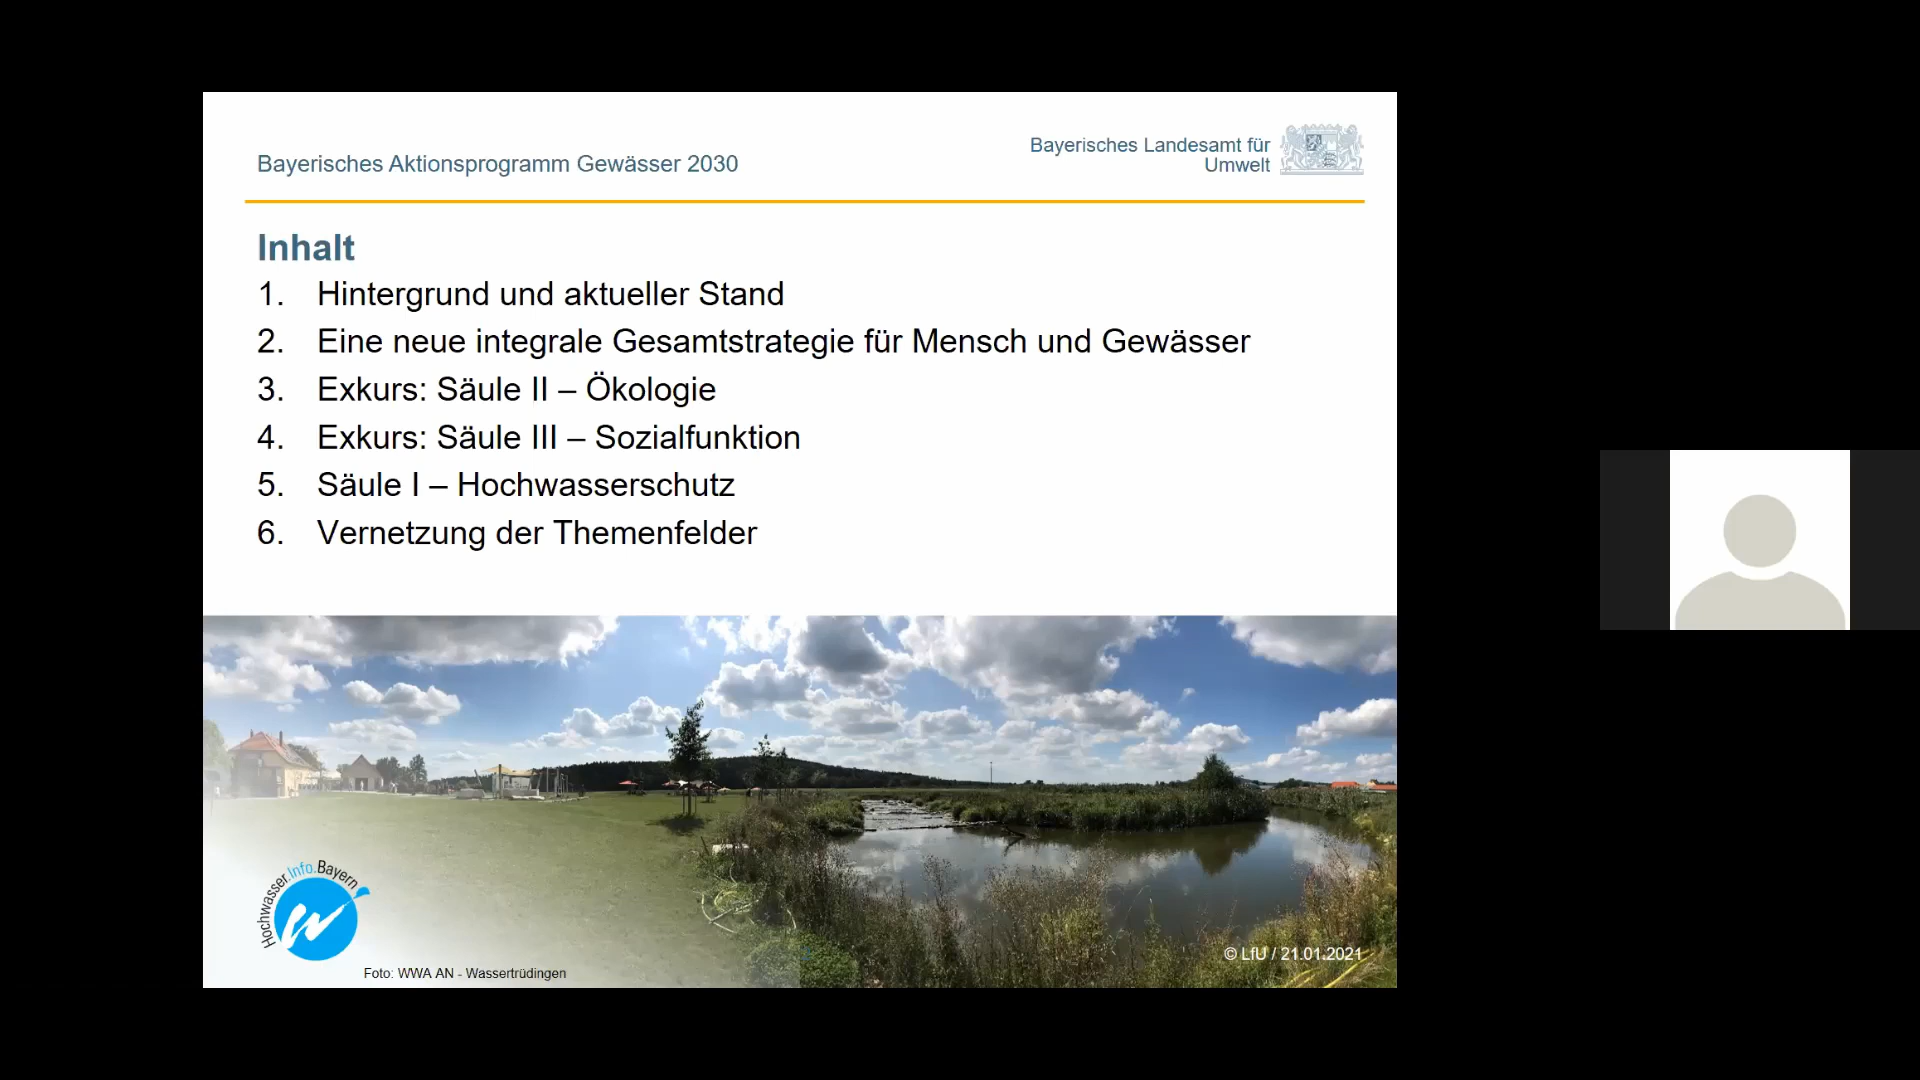 Bayerisches Aktionsprogramm Gewässer 2030
Bayerisches Landesamt für
Umwelt
Inhalt
1. Hintergrund und aktueller Stand
2. Eine neue integrale Gesamtstrategie für Mensch und Gewässer
3. Exkurs: Säule II – Ökologie
4. Exkurs: Säule III – Sozialfunktion
5. Säule I – Hochwasserschutz
6. Vernetzung der Themenfelder
Hochwasser.Info.Bayern
Foto: WWA AN - Wassertrüdingen
© LfU / 21.01.2021